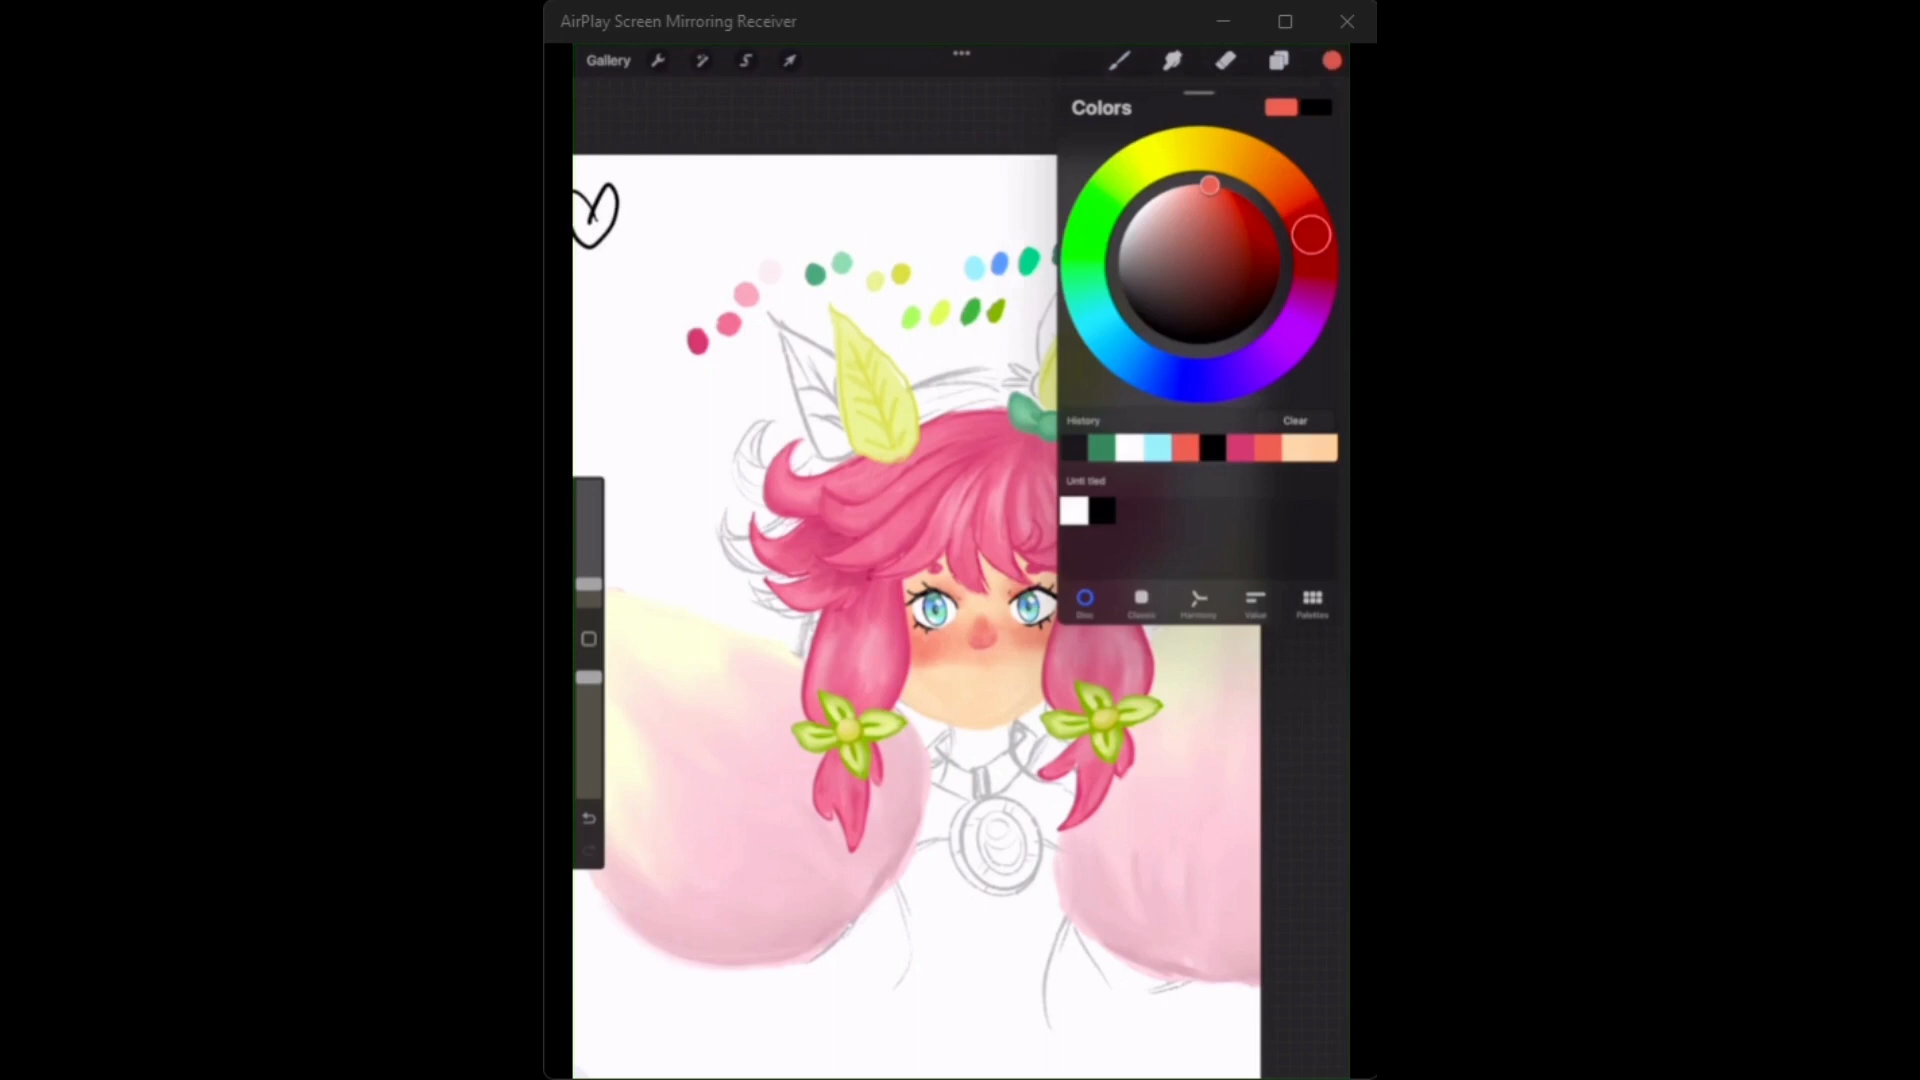 AirPlay Screen Mirroring Receiver
Gallery
Colors
History Clear
Untitled
Disc Classic Harmony Value Palettes